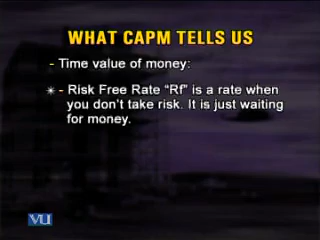 WHAT CAPM TELLS US
- Time value of money:
✴ - Risk Free Rate “Rf” is a rate when
you don’t take risk. It is just waiting
for money.
VU